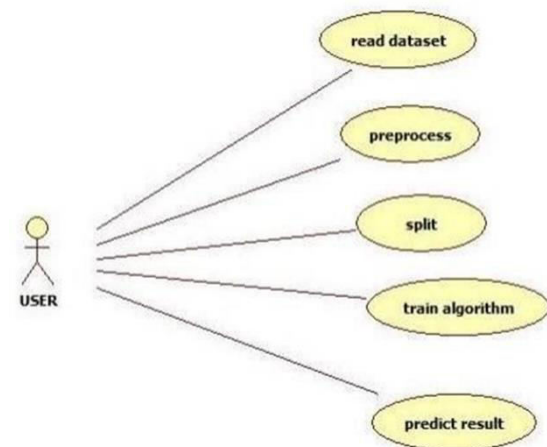 read dataset
preprocess
split
USER
train algorithm
predict result